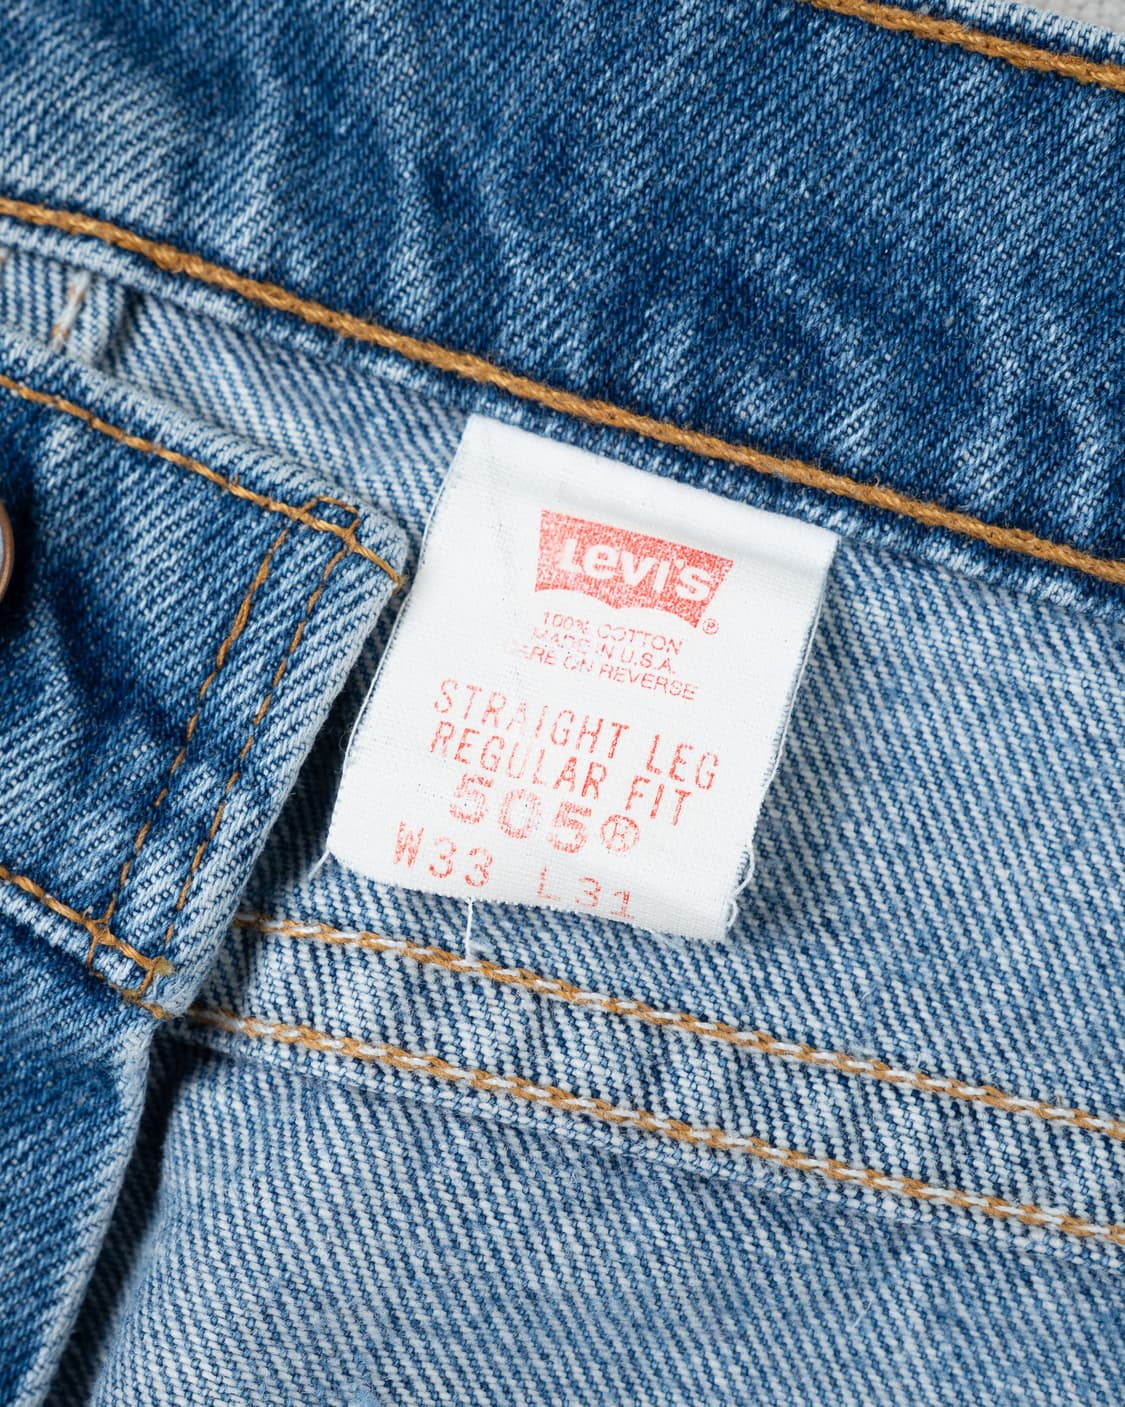 Levi's®
100% COTTON
MADE IN U.S.A.
CARE ON REVERSE
STRAIGHT LEG
REGULAR FIT
505®
W33 L31